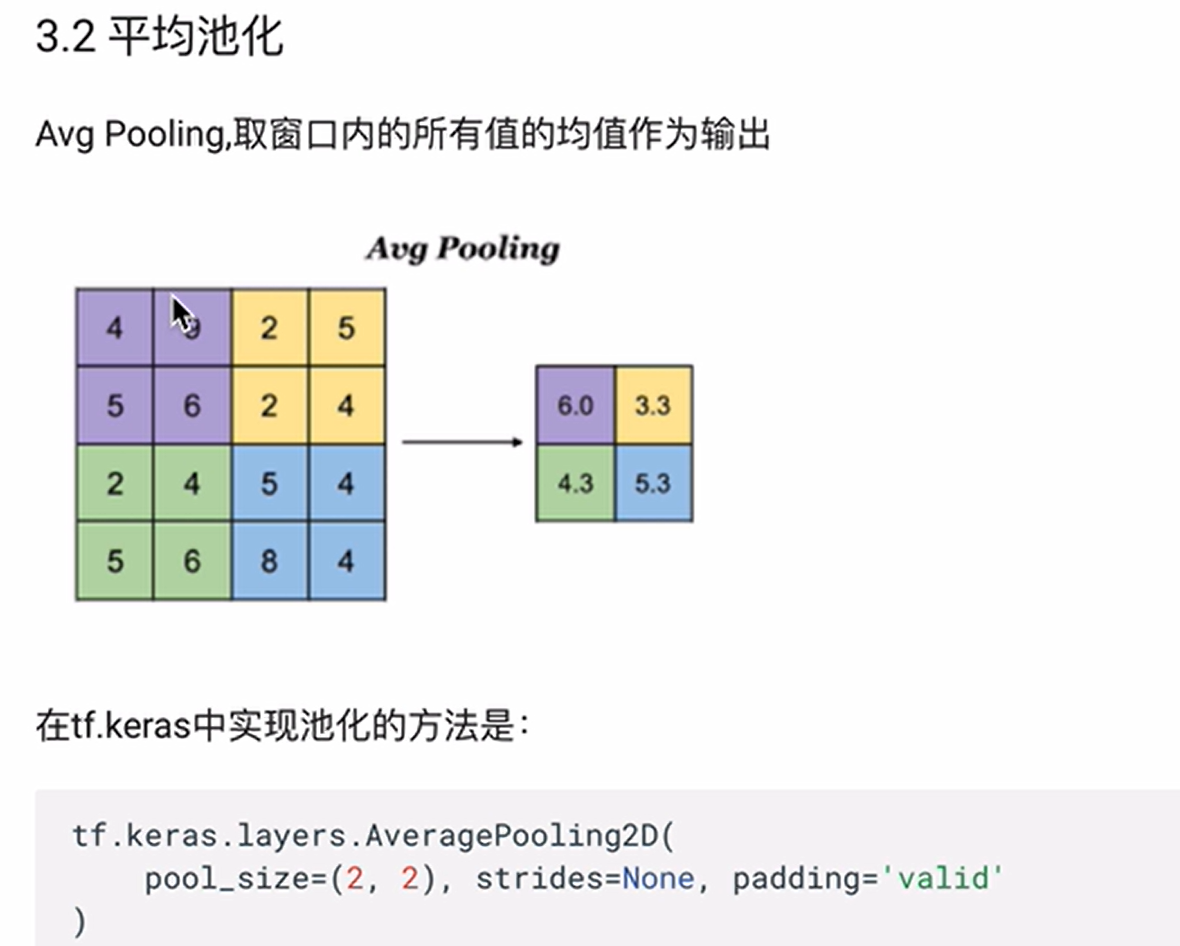 3.2 平均池化
Avg Pooling,取窗口内的所有值的均值作为输出
Avg Pooling
4 9 2 5
5 6 2 4
6.0 3.3
2 4 5 4
4.3 5.3
5 6 8 4
在tf.keras中实现池化的方法是：
tf.keras.layers.AveragePooling2D(
pool_size=(2, 2), strides=None, padding='valid'
)